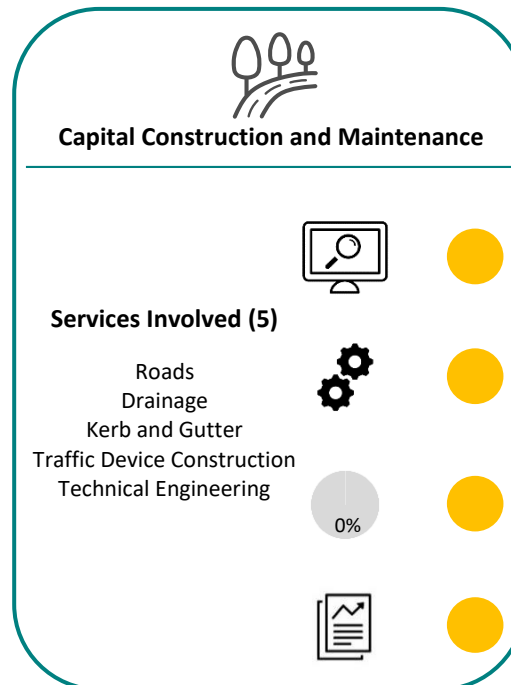 Capital Construction and Maintenance
Services Involved (5)
Roads
Drainage
Kerb and Gutter
Traffic Device Construction
Technical Engineering
0%